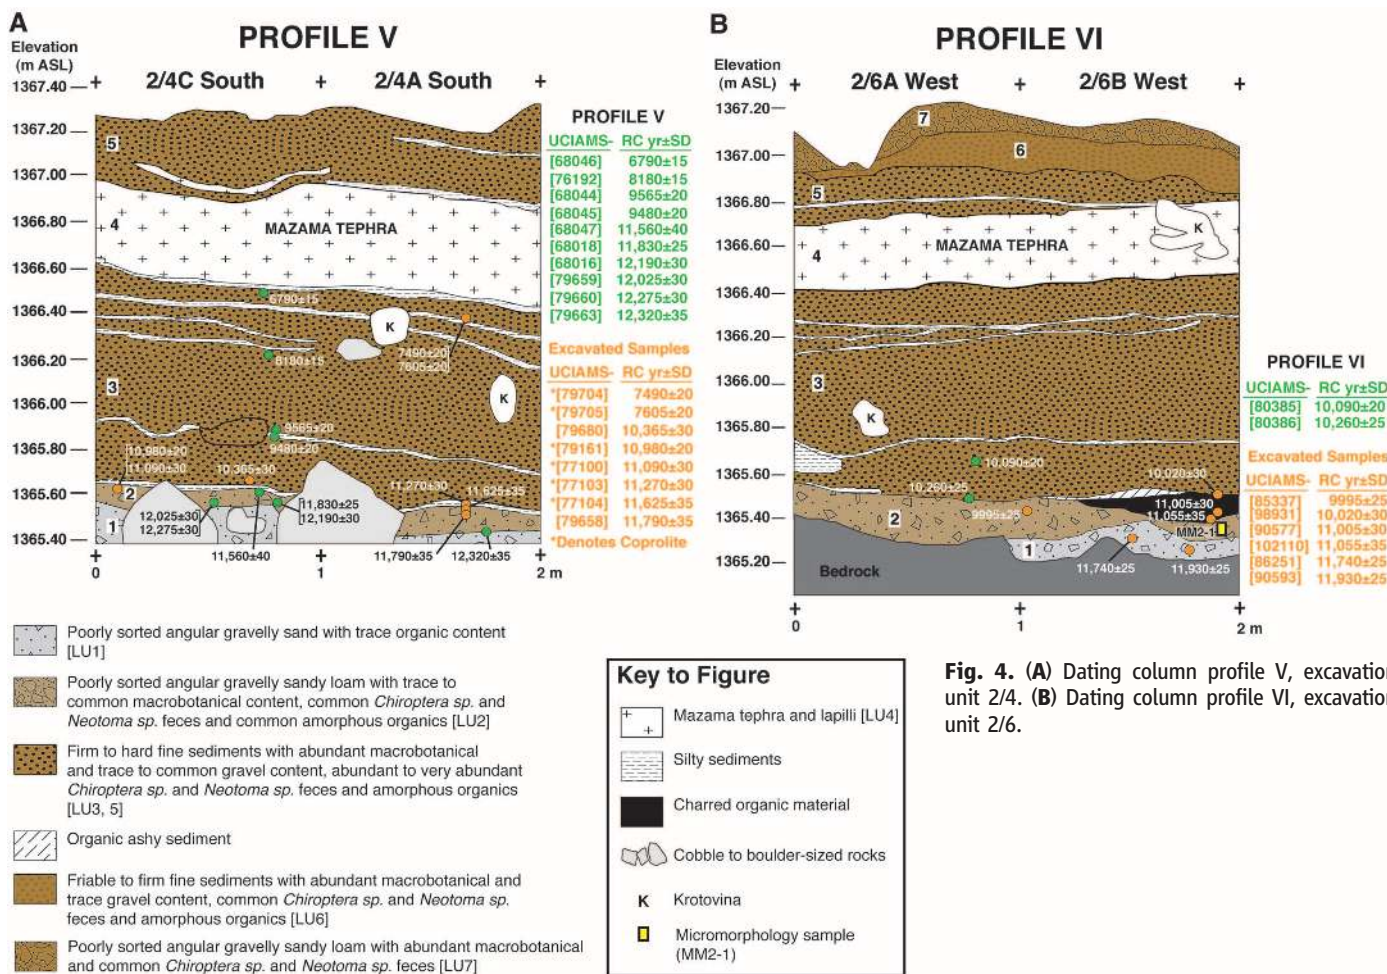 A
PROFILE V
Elevation
(m ASL)
2/4C South
2/4A South
1367.40
1367.20
1367.00
1366.80
1366.60
1366.40
1366.20
1366.00
1365.80
1365.60
1365.40
5
4
MAZAMA TEPHRA
6790±15
K
7490±20
7605±20
8180±15
3
K
9565±20
9480±20
10,980±20
11,090±30
10,365±30
11,270±30
11,625±35
2
11,830±25
12,190±30
12,025±30
12,275±30
1
11,560±40
11,790±35
12,320±35
0
1
2 m
PROFILE V
UCIAMS- RC yr±SD
[68046] 6790±15
[76192] 8180±15
[68044] 9565±20
[68045] 9480±20
[68047] 11,560±40
[68018] 11,830±25
[68016] 12,190±30
[79659] 12,025±30
[79660] 12,275±30
[79663] 12,320±35
Excavated Samples
UCIAMS- RC yr±SD
*[79704] 7490±20
*[79705] 7605±20
[79680] 10,365±30
*[79161] 10,980±20
*[77100] 11,090±30
*[77103] 11,270±30
*[77104] 11,625±35
[79658] 11,790±35
*Denotes Coprolite
B
PROFILE VI
Elevation
(m ASL)
2/6A West
2/6B West
1367.20
1367.00
1366.80
1366.60
1366.40
1366.20
1366.00
1365.80
1365.60
1365.40
1365.20
7
6
5
K
MAZAMA TEPHRA
4
3
K
10,090±20
10,020±30
10,260±25
11,005±30
9995±25
11,055±35
2
MM2-1
1
11,740±25
11,930±25
Bedrock
0
1
2 m
PROFILE VI
UCIAMS- RC yr±SD
[80385] 10,090±20
[80386] 10,260±25
Excavated Samples
UCIAMS- RC yr±SD
[85337] 9995±25
[98931] 10,020±30
[90577] 11,005±30
[102110] 11,055±35
[86251] 11,740±25
[90593] 11,930±25
Poorly sorted angular gravelly sand with trace organic content
[LU1]
Poorly sorted angular gravelly sandy loam with trace to
common macrobotanical content, common Chiroptera sp. and
Neotoma sp. feces and common amorphous organics [LU2]
Firm to hard fine sediments with abundant macrobotanical
and trace to common gravel content, abundant to very abundant
Chiroptera sp. and Neotoma sp. feces and amorphous organics
[LU3, 5]
Organic ashy sediment
Friable to firm fine sediments with abundant macrobotanical and
trace gravel content, common Chiroptera sp. and Neotoma sp.
feces and amorphous organics [LU6]
Poorly sorted angular gravelly sandy loam with abundant macrobotanical
and common Chiroptera sp. and Neotoma sp. feces [LU7]
Key to Figure
Mazama tephra and lapilli [LU4]
Silty sediments
Charred organic material
Cobble to boulder-sized rocks
K Krotovina
Micromorphology sample
(MM2-1)
Fig. 4. (A) Dating column profile V, excavation
unit 2/4. (B) Dating column profile VI, excavation
unit 2/6.